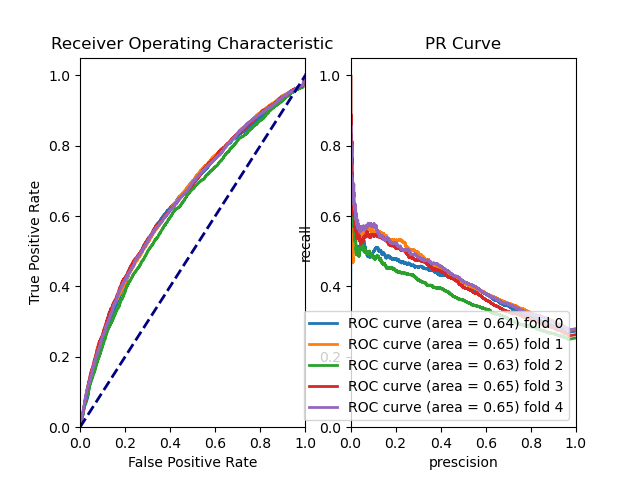 Receiver Operating Characteristic
True Positive Rate
1.0
0.8
0.6
0.4
0.2
0.0
0.0 0.2 0.4 0.6 0.8 1.0
False Positive Rate
PR Curve
recall
1.0
0.8
0.6
0.4
0.2
0.0
0.0 0.2 0.4 0.6 0.8 1.0
prescision
ROC curve (area = 0.64) fold 0
ROC curve (area = 0.65) fold 1
ROC curve (area = 0.63) fold 2
ROC curve (area = 0.65) fold 3
ROC curve (area = 0.65) fold 4